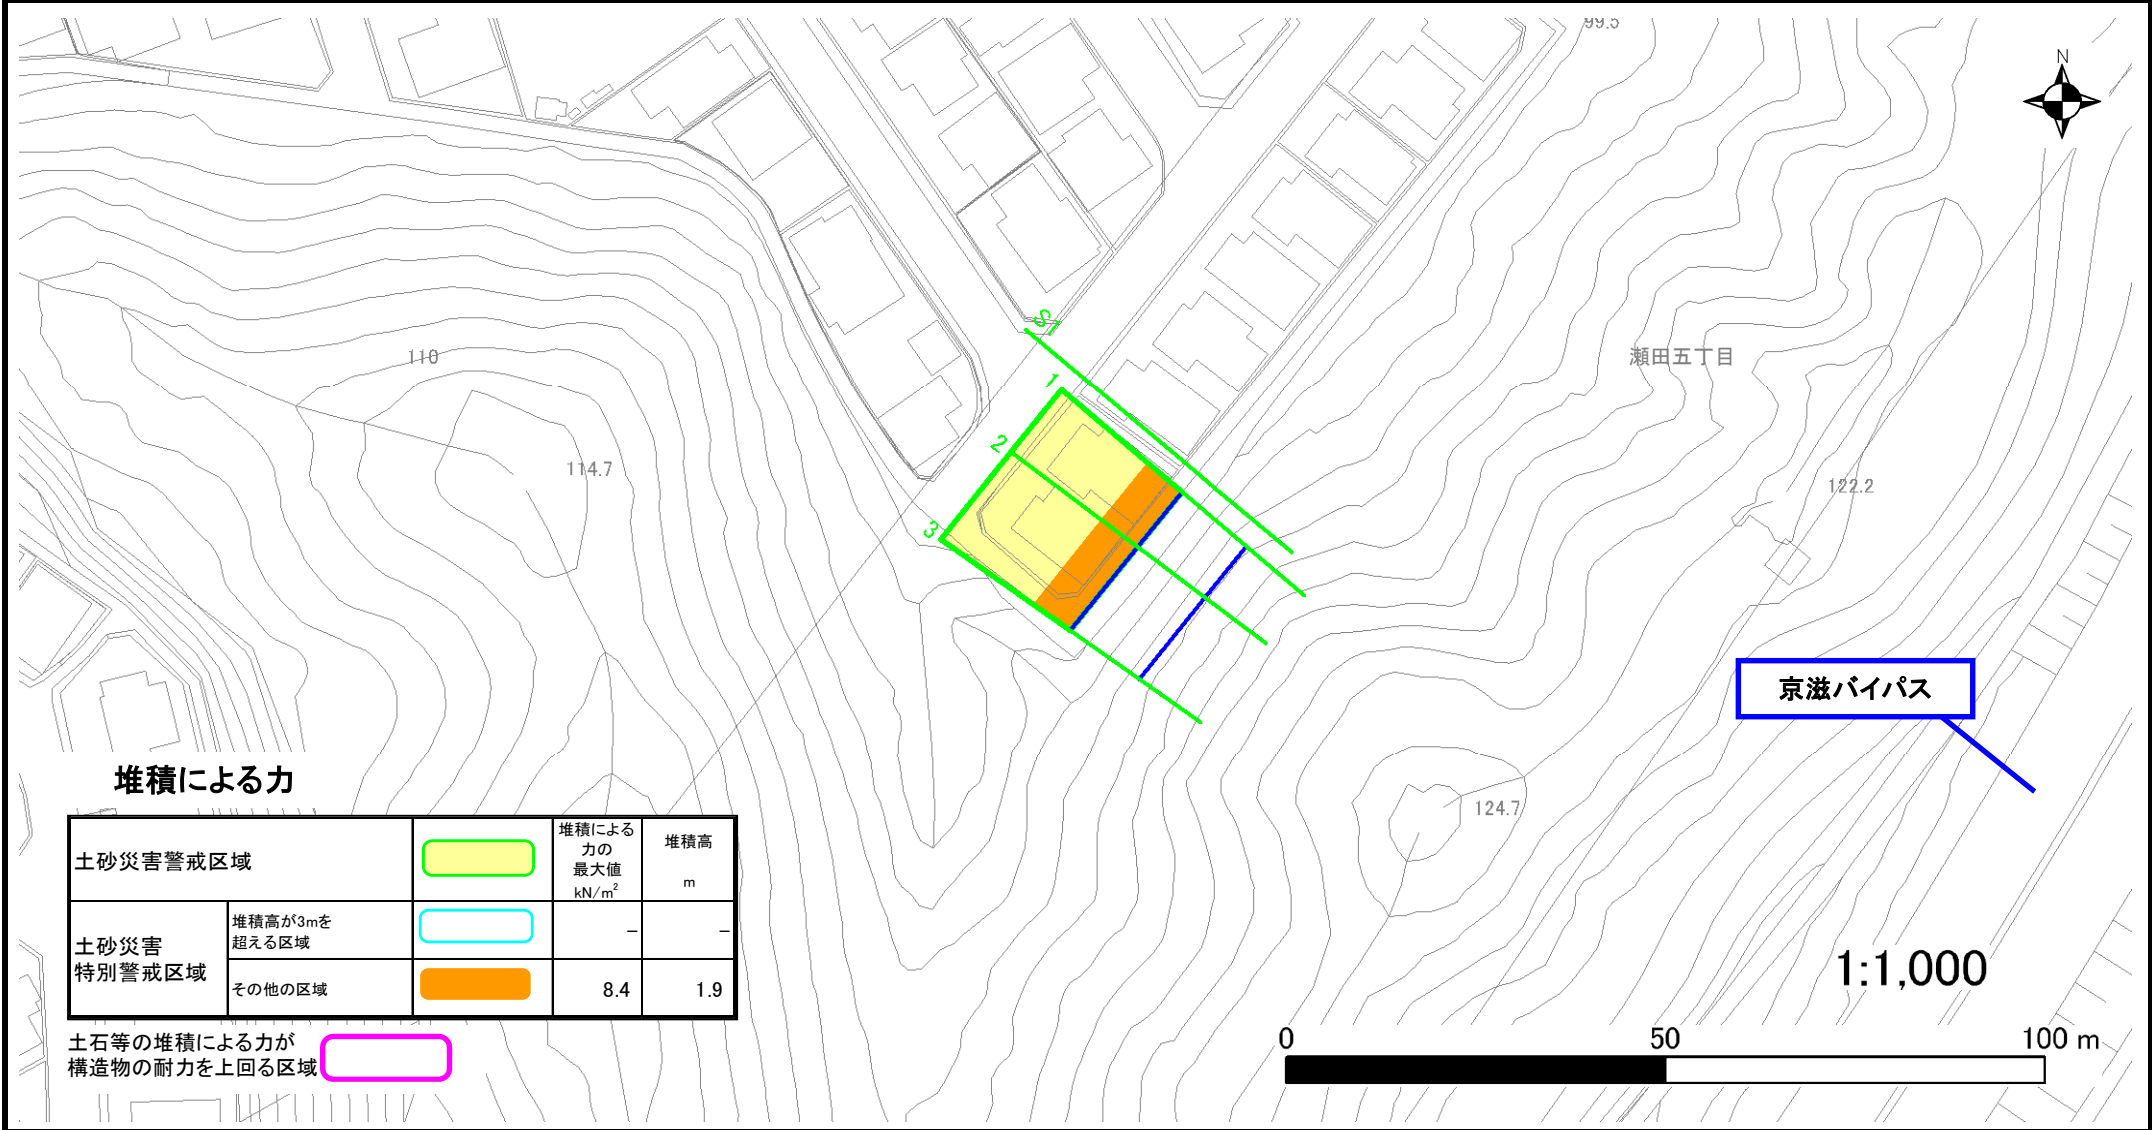 99.5
N
S
1
2
3
110
114.7
瀬田五丁目
122.2
124.7
京滋バイパス
堆積による力
土砂災害警戒区域
堆積による
力の
最大値
kN/m²
堆積高
m
土砂災害
特別警戒区域
堆積高が3mを
超える区域
−
−
その他の区域
8.4
1.9
土石等の堆積による力が
構造物の耐力を上回る区域
1:1,000
0
50
100 m